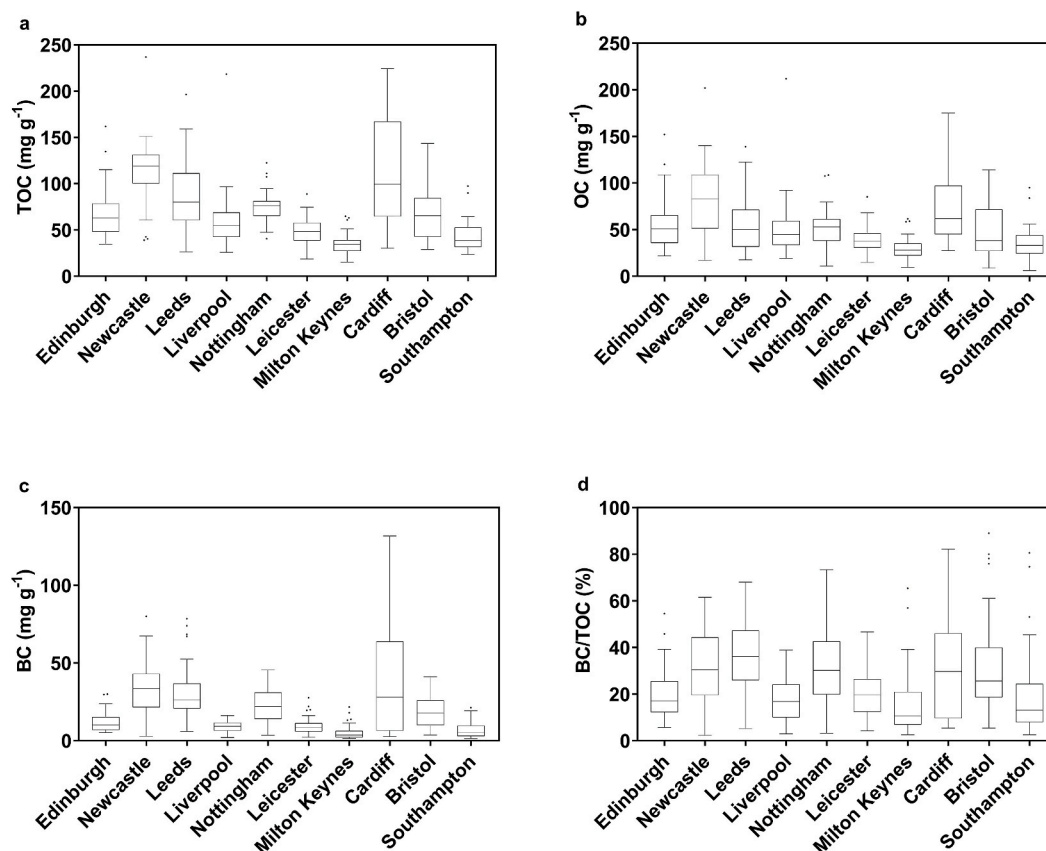 a
TOC (mg g-1)
250
200
150
100
50
0
Edinburgh
Newcastle
Leeds
Liverpool
Nottingham
Leicester
Milton Keynes
Cardiff
Bristol
Southampton
b
OC (mg g-1)
250
200
150
100
50
0
Edinburgh
Newcastle
Leeds
Liverpool
Nottingham
Leicester
Milton Keynes
Cardiff
Bristol
Southampton
c
BC (mg g-1)
150
100
50
0
Edinburgh
Newcastle
Leeds
Liverpool
Nottingham
Leicester
Milton Keynes
Cardiff
Bristol
Southampton
d
BC/TOC (%)
100
80
60
40
20
0
Edinburgh
Newcastle
Leeds
Liverpool
Nottingham
Leicester
Milton Keynes
Cardiff
Bristol
Southampton